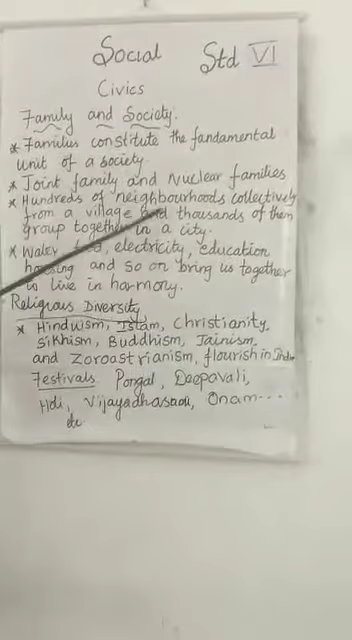 Social Std VI
Civics
Family and Society.
* Families constitute the fandamental
unit of a society.
* Joint family and Nuclear families
* Hundreds of neighbourhoods collectively
from a village and thousands of them
group together in a city.
* Water food, electricity, education
housing and so on bring us together
to live in harmony.
Religious Diversity
* Hinduism, Islam, Christianity,
Sikhism, Buddhism, Jainism,
and zoroastrianism, flourish in India
Festivals Pongal, Deepavali,
Holi, Onam...
etc